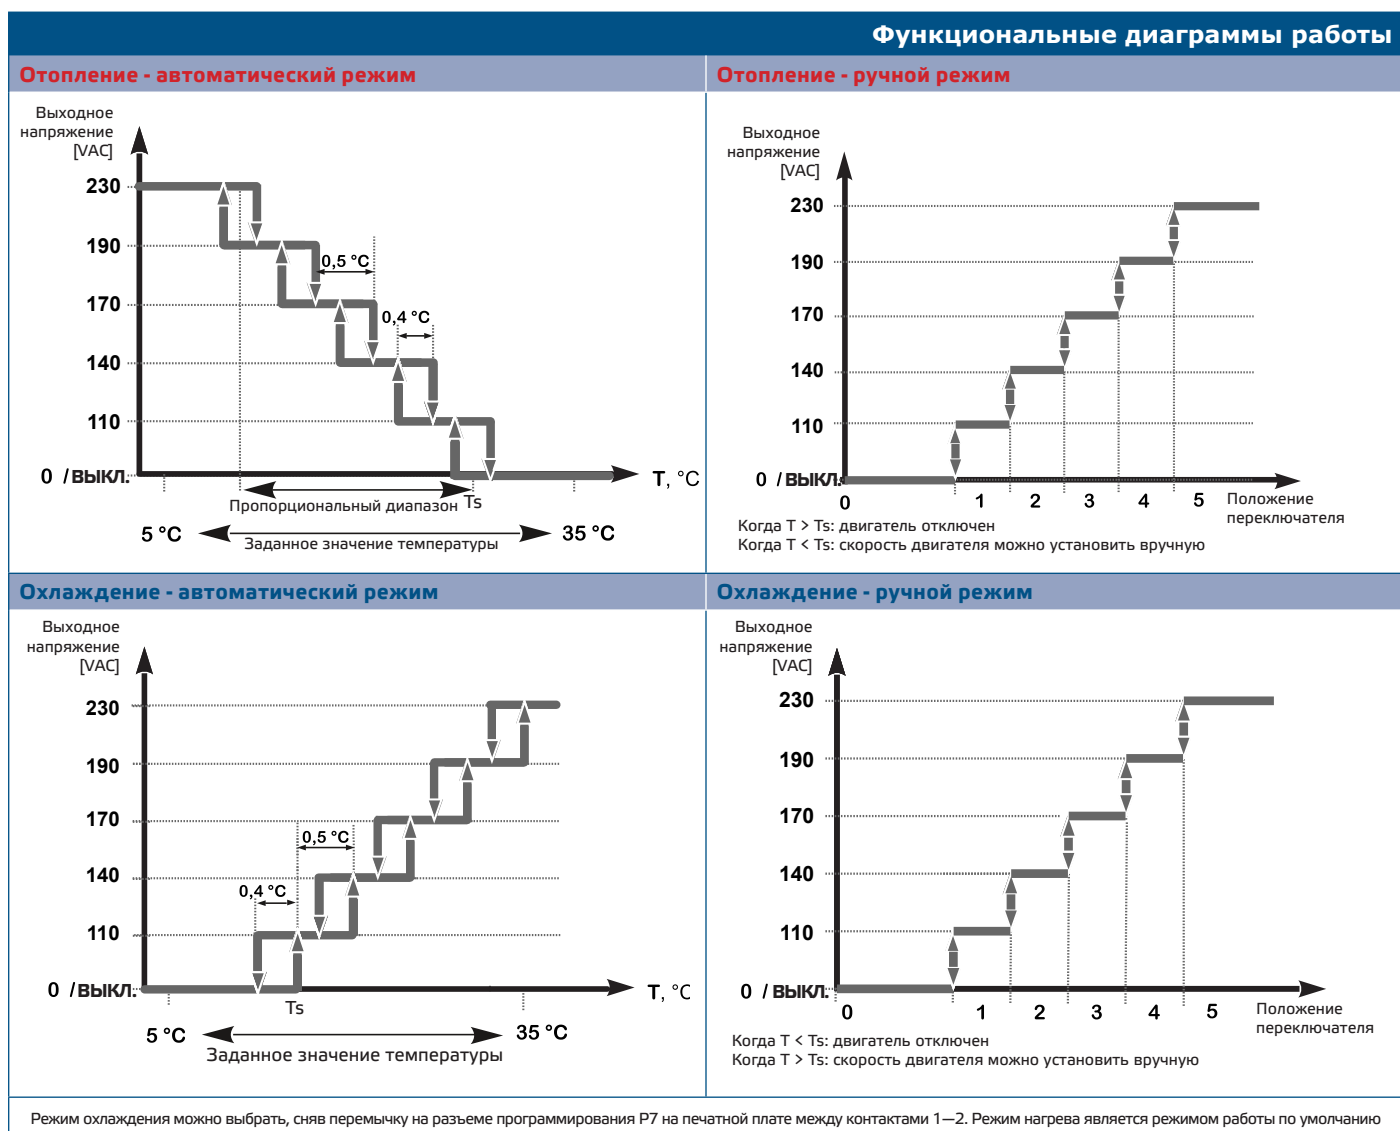 Функциональные диаграммы работы
Отопление - автоматический режим
Выходное
напряжение
[VAC]
230
190
0,5 °C
170
0,4 °C
140
110
0 / ВЫКЛ.
T, °C
Пропорциональный диапазон
Ts
5 °C
35 °C
Заданное значение температуры
Отопление - ручной режим
Выходное
напряжение
[VAC]
230
190
170
140
110
0 / ВЫКЛ.
0 1 2 3 4 5
Положение
переключателя
Когда T > Ts: двигатель отключен
Когда T < Ts: скорость двигателя можно установить вручную
Охлаждение - автоматический режим
Выходное
напряжение
[VAC]
230
190
170
0,5 °C
140
0,4 °C
110
0 / ВЫКЛ.
T, °C
Ts
5 °C
35 °C
Заданное значение температуры
Охлаждение - ручной режим
Выходное
напряжение
[VAC]
230
190
170
140
110
0 / ВЫКЛ.
0 1 2 3 4 5
Положение
переключателя
Когда T < Ts: двигатель отключен
Когда T > Ts: скорость двигателя можно установить вручную
Режим охлаждения можно выбрать, сняв перемычку на разъеме программирования P7 на печатной плате между контактами 1—2. Режим нагрева является режимом работы по умолчанию